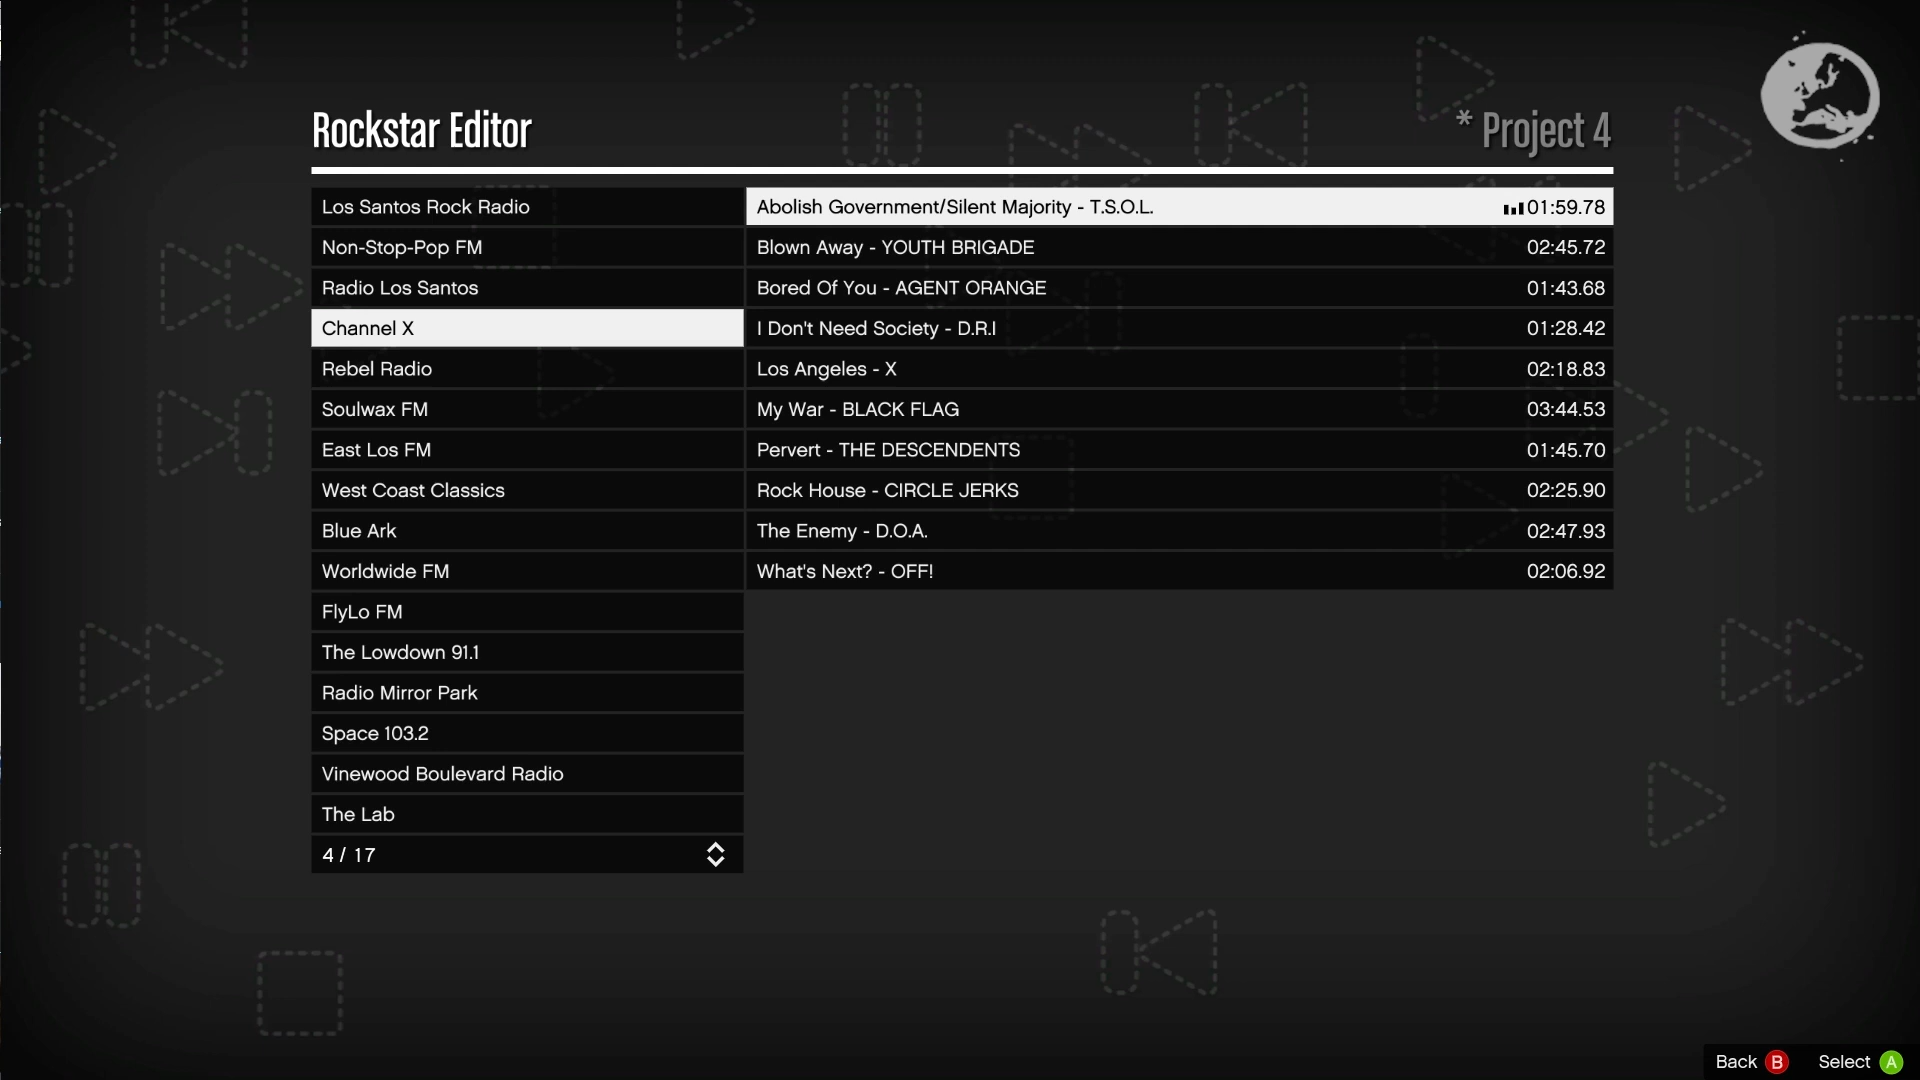 Rockstar Editor
* Project 4
Los Santos Rock Radio
Non-Stop-Pop FM
Radio Los Santos
Channel X
Rebel Radio
Soulwax FM
East Los FM
West Coast Classics
Blue Ark
Worldwide FM
FlyLo FM
The Lowdown 91.1
Radio Mirror Park
Space 103.2
Vinewood Boulevard Radio
The Lab
4 / 17
Abolish Government/Silent Majority - T.S.O.L. 01:59.78
Blown Away - YOUTH BRIGADE 02:45.72
Bored Of You - AGENT ORANGE 01:43.68
I Don't Need Society - D.R.I 01:28.42
Los Angeles - X 02:18.83
My War - BLACK FLAG 03:44.53
Pervert - THE DESCENDENTS 01:45.70
Rock House - CIRCLE JERKS 02:25.90
The Enemy - D.O.A. 02:47.93
What's Next? - OFF! 02:06.92
Back B Select A